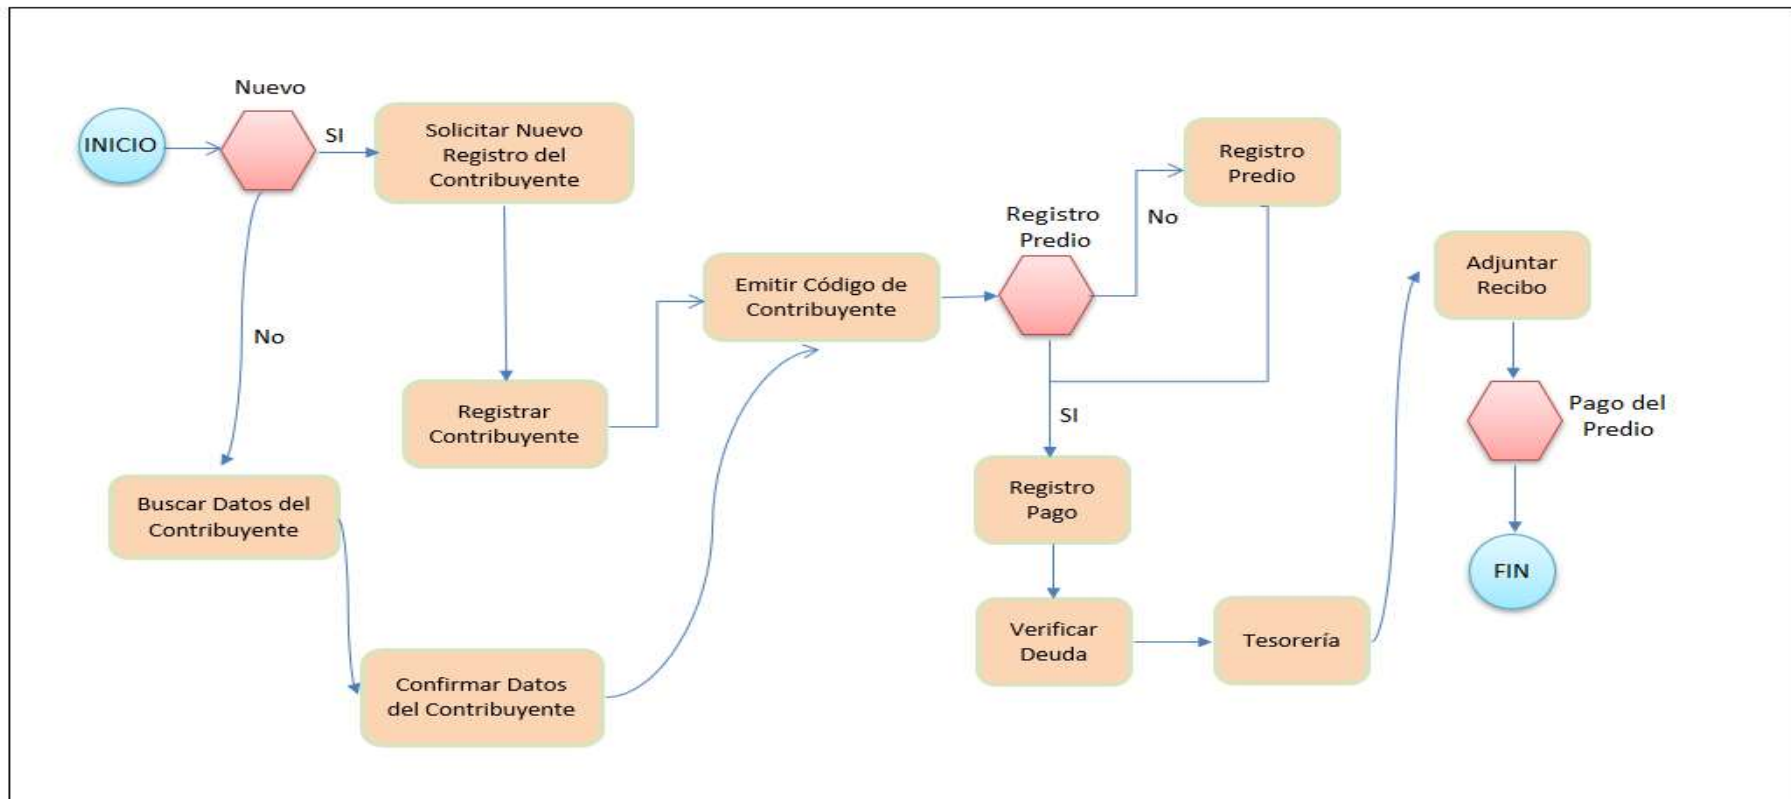 Nuevo
INICIO
SI
Solicitar Nuevo
Registro del
Contribuyente
No
Registrar
Contribuyente
Buscar Datos del
Contribuyente
Confirmar Datos
del Contribuyente
Emitir Código de
Contribuyente
Registro
Predio
No
Registro
Predio
SI
Registro
Pago
Verificar
Deuda
Tesorería
Adjuntar
Recibo
Pago del
Predio
FIN